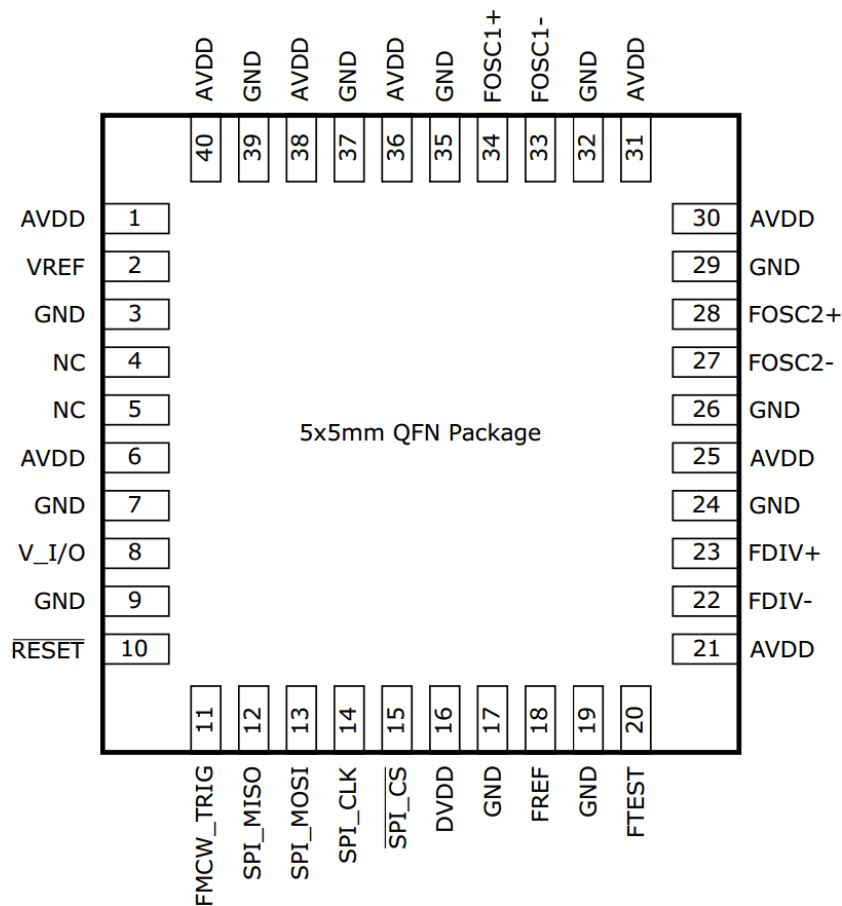 AVDD GND AVDD GND AVDD GND FOSC1+ FOSC1- GND AVDD
40 39 38 37 36 35 34 33 32 31
AVDD 1 30 AVDD
VREF 2 29 GND
GND 3 28 FOSC2+
NC 4 27 FOSC2-
NC 5 26 GND
5x5mm QFN Package
AVDD 6 25 AVDD
GND 7 24 GND
V_I/O 8 23 FDIV+
GND 9 22 FDIV-
RESET 10 21 AVDD
11 12 13 14 15 16 17 18 19 20
FMCW_TRIG SPI_MISO SPI_MOSI SPI_CLK SPI_CS DVDD GND FREF GND FTEST